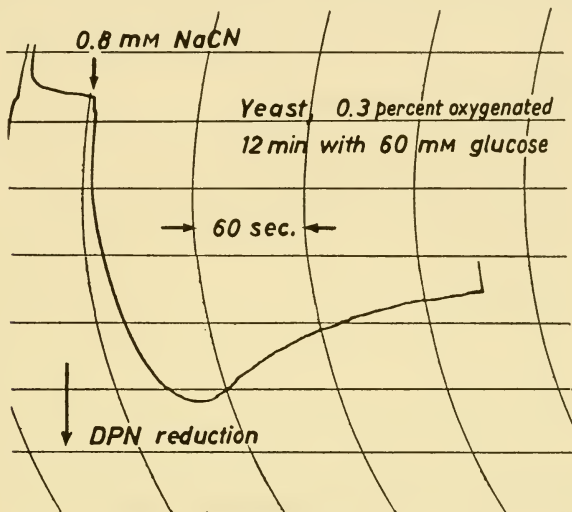 0.8 mM NaCN
Yeast, 0.3 percent oxygenated
12 min with 60 mM glucose
60 sec.
DPN reduction